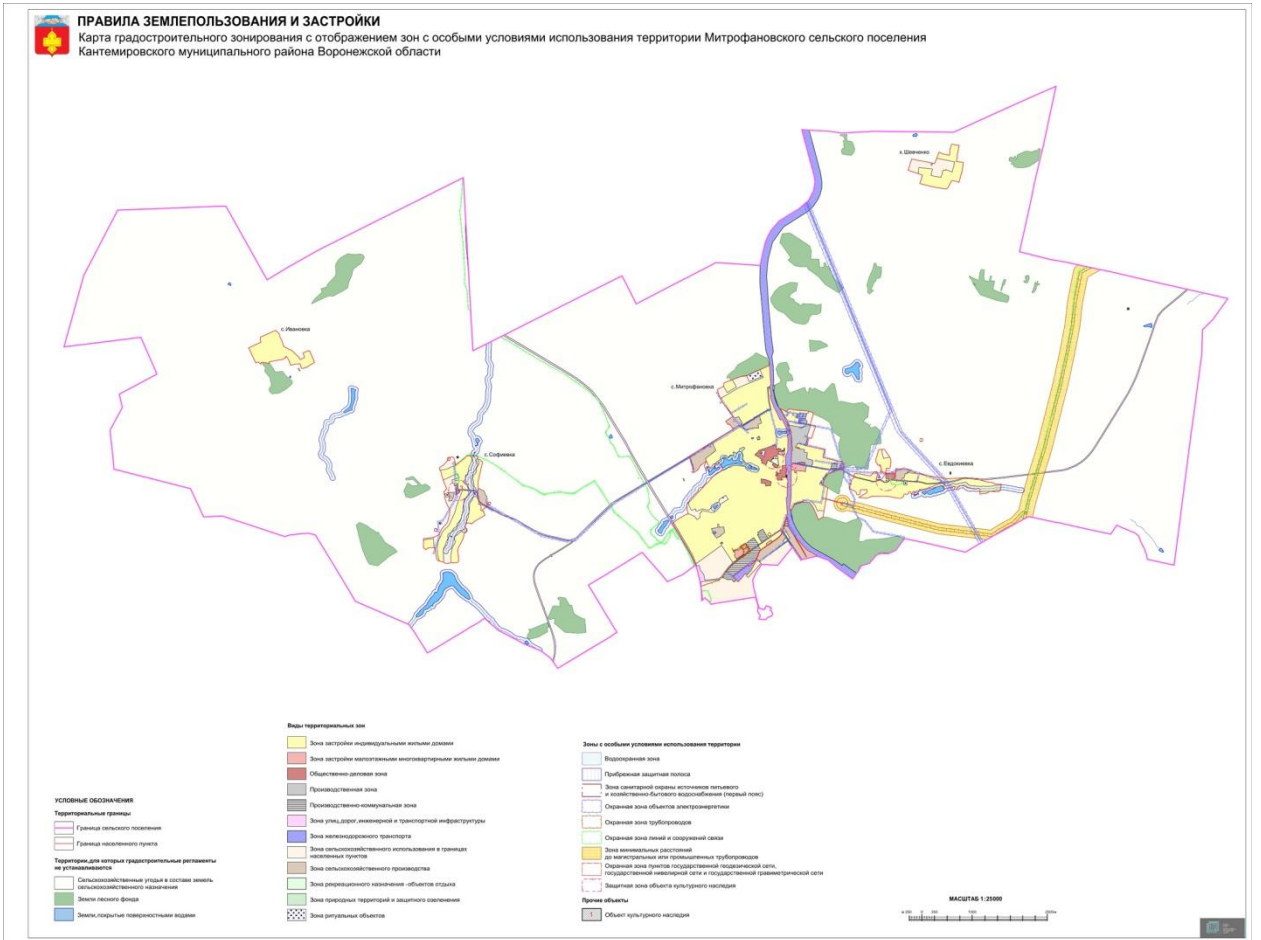 ПРАВИЛА ЗЕМЛЕПОЛЬЗОВАНИЯ И ЗАСТРОЙКИ
Карта градостроительного зонирования с отображением зон с особыми условиями использования территории Митрофановского сельского поселения
Кантемировского муниципального района Воронежской области
х.Шевченко
с.Ивановка
с.Митрофановка
с.Софиевка
с.Евдокиевка
УСЛОВНЫЕ ОБОЗНАЧЕНИЯ
Территориальные границы
Граница сельского поселения
Граница населенного пункта
Территории, для которых градостроительные регламенты
не устанавливаются
Сельскохозяйственные угодья в составе земель
сельскохозяйственного назначения
Земли лесного фонда
Земли, покрытые поверхностными водами
Виды территориальных зон
Зона застройки индивидуальными жилыми домами
Зона застройки малоэтажными многоквартирными жилыми домами
Общественно-деловая зона
Производственная зона
Производственно-коммунальная зона
Зона улиц, дорог, инженерной и транспортной инфраструктуры
Зона железнодорожного транспорта
Зона сельскохозяйственного использования в границах
населенных пунктов
Зона сельскохозяйственного производства
Зона рекреационного назначения -объектов отдыха
Зона природных территорий и защитного озеленения
Зона ритуальных объектов
Зоны с особыми условиями использования территории
Водоохранная зона
Прибрежная защитная полоса
Зона санитарной охраны источников питьевого
и хозяйственно-бытового водоснабжения (первый пояс)
Охранная зона объектов электроэнергетики
Охранная зона трубопроводов
Охранная зона линий и сооружений связи
Зона минимальных расстояний
до магистральных или промышленных трубопроводов
Охранная зона пунктов государственной геодезической сети,
государственной нивелирной сети и государственной гравиметрической сети
Защитная зона объекта культурного наследия
Прочие объекты
1 Объект культурного наследия
МАСШТАБ 1:25000
м 250 0 250 1000 2500м